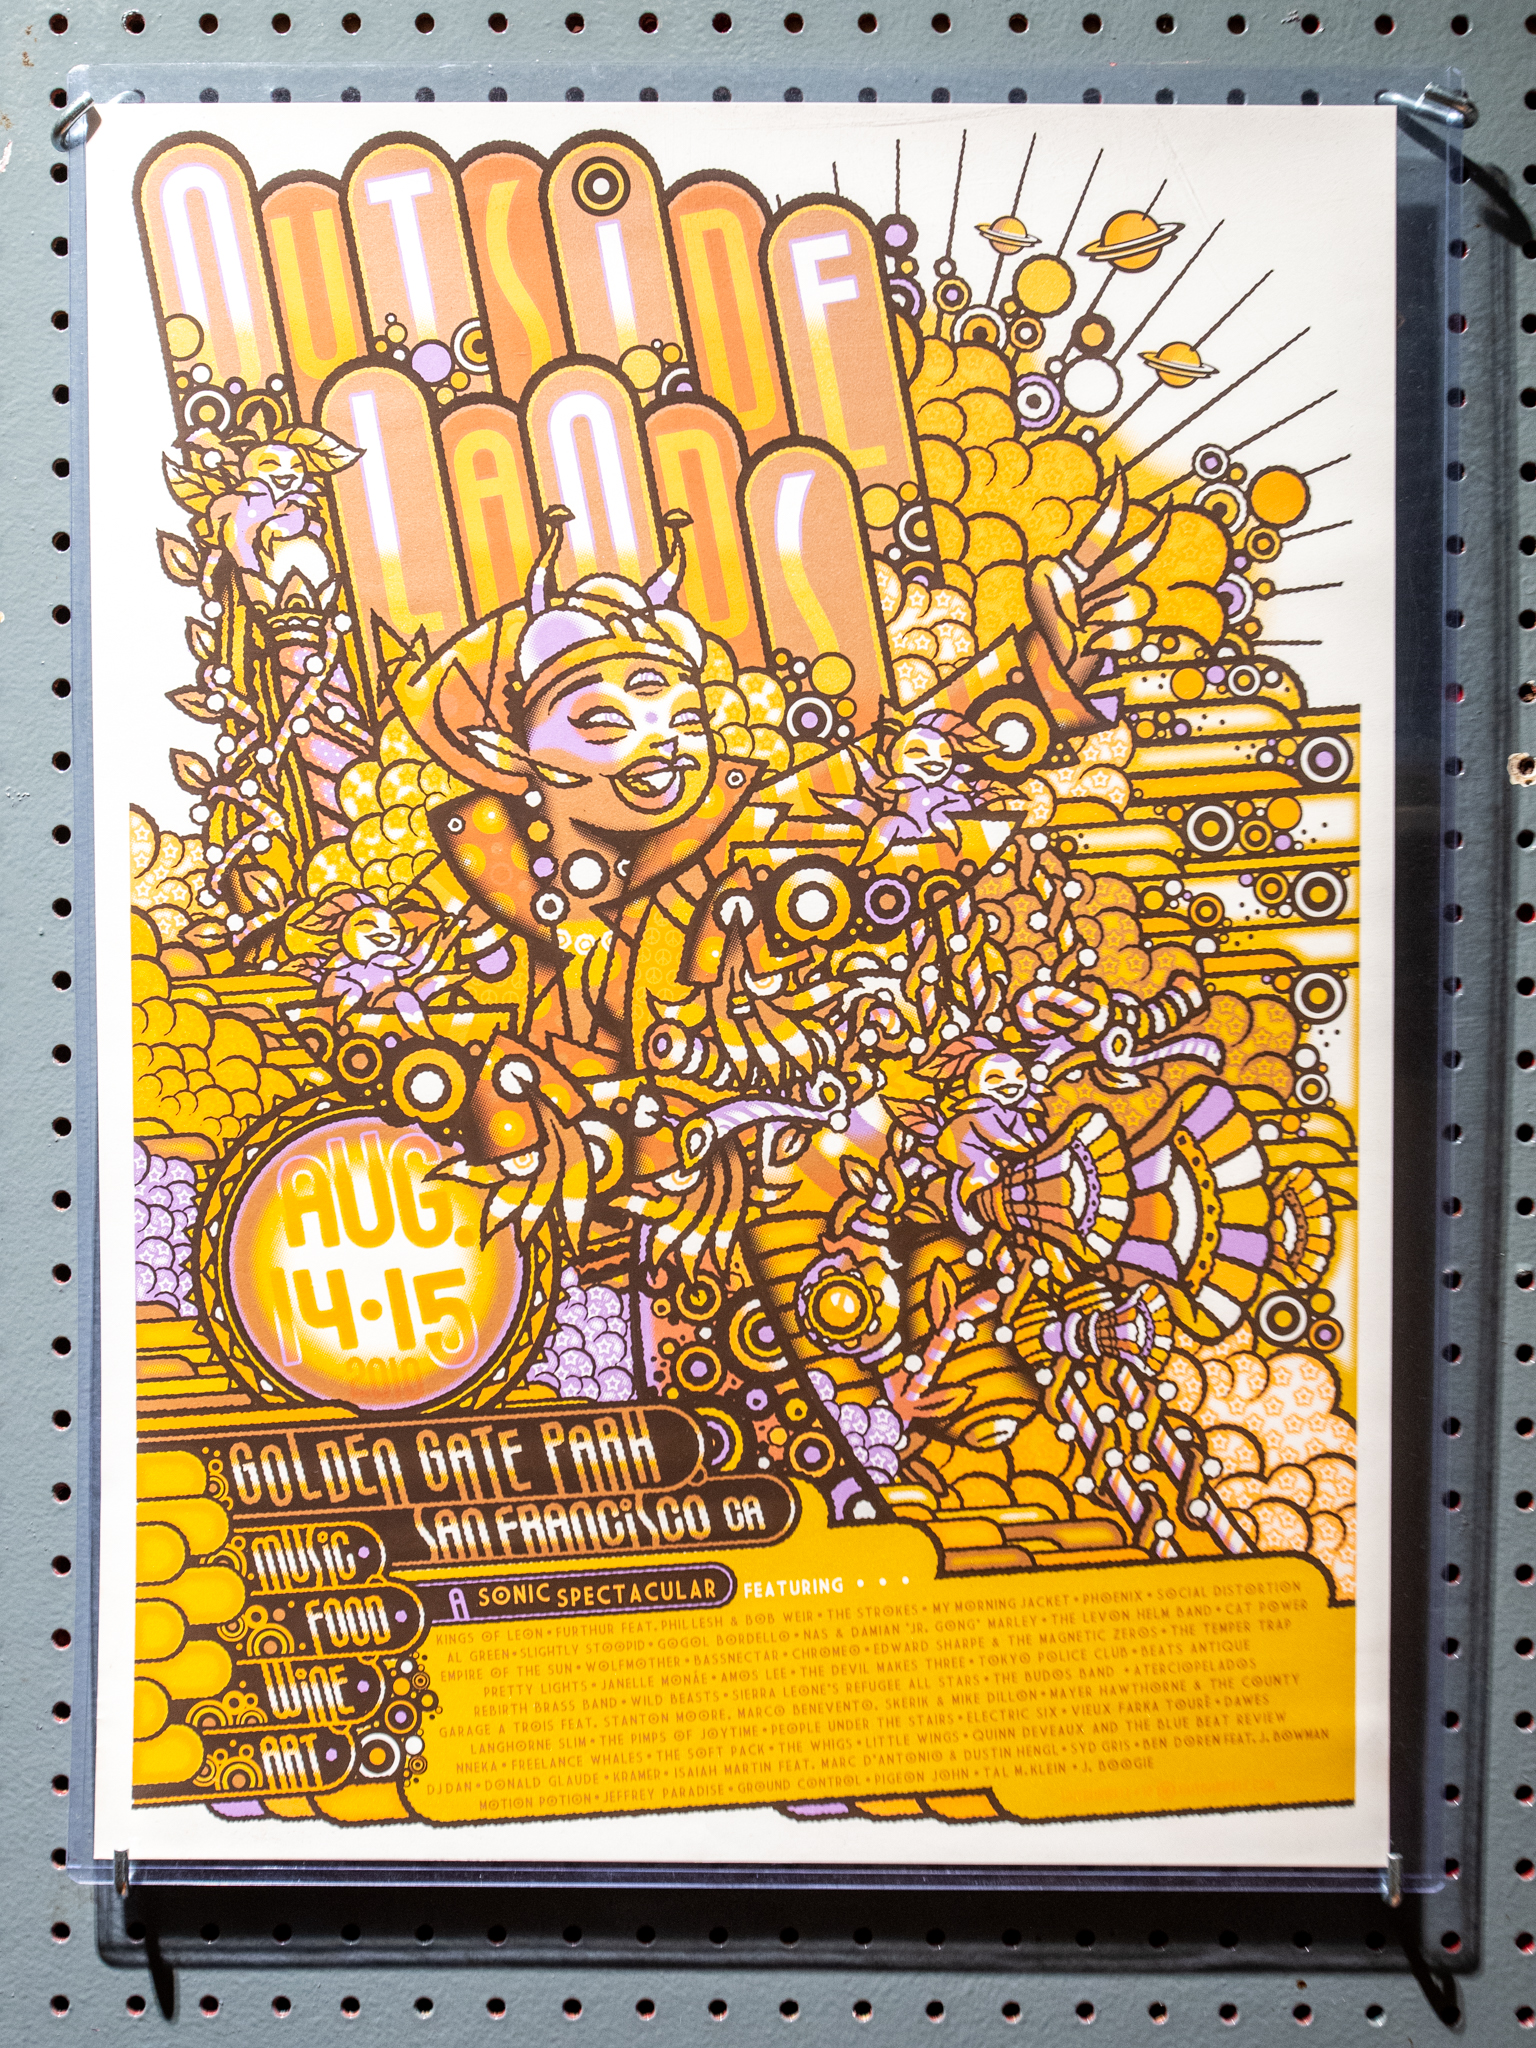 OUTSIDE
LANDS
AUG.
14·15
2010
GOLDEN GATE PARK
SAN FRANCISCO CA
MUSIC •
FOOD •
WINE •
ART •
A SONIC SPECTACULAR FEATURING • • •
KINGS OF LEON • FURTHUR FEAT. PHIL LESH & BOB WEIR • THE STROKES • MY MORNING JACKET • PHOENIX • SOCIAL DISTORTION
AL GREEN • SLIGHTLY STOOPID • GOGOL BORDELLO • NAS & DAMIAN "JR. GONG" MARLEY • THE LEVON HELM BAND • CAT POWER
EMPIRE OF THE SUN • WOLFMOTHER • BASSNECTAR • CHROMEO • EDWARD SHARPE & THE MAGNETIC ZEROS • THE TEMPER TRAP
PRETTY LIGHTS • JANELLE MONÁE • AMOS LEE • THE DEVIL MAKES THREE • TOKYO POLICE CLUB • BEATS ANTIQUE
REBIRTH BRASS BAND • WILD BEASTS • SIERRA LEONE'S REFUGEE ALL STARS • THE BUDOS BAND • ATERCIOPELADOS
GARAGE A TROIS FEAT. STANTON MOORE, MARCO BENEVENTO, SKERIK & MIKE DILLON • MAYER HAWTHORNE & THE COUNTY
LANGHORNE SLIM • THE PIMPS OF JOYTIME • PEOPLE UNDER THE STAIRS • ELECTRIC SIX • VIEUX FARKA TOURÉ • DAWES
NNEKA • FREELANCE WHALES • THE SOFT PACK • THE WHIGS • LITTLE WINGS • QUINN DEVEAUX AND THE BLUE BEAT REVIEW
DJ DAN • DONALD GLAUDE • KRAMER • ISAIAH MARTIN FEAT. MARC D'ANTONIO & DUSTIN HENGL • SYD GRIS • BEN DOREN FEAT. J. BOWMAN
MOTION POTION • JEFFREY PARADISE • GROUND CONTROL • PIGEON JOHN • TAL M. KLEIN • J. BOOGIE